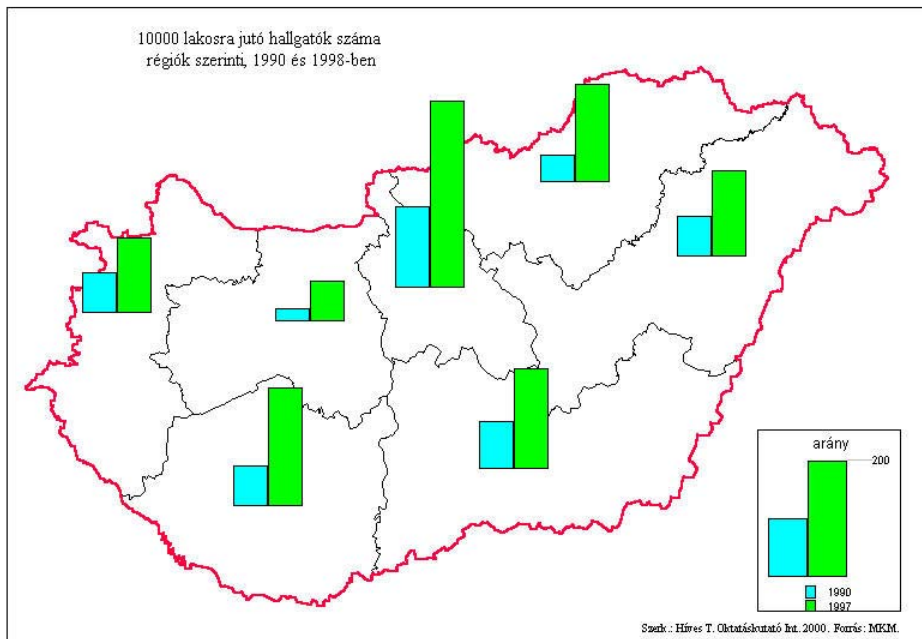 10000 lakosra jutó hallgatók száma
régiók szerinti, 1990 és 1998-ben
arány
200
1990
1997
Szerk.: Híves T. Oktatáskutató Int. 2000. Forrás: MKM.